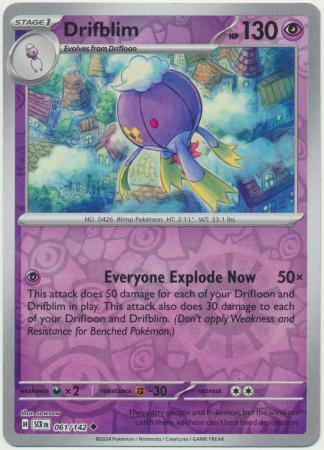 STAGE 1
Drifblim
HP 130
Evolves from Drifloon
NO. 0426 Blimp Pokémon HT: 3'11" WT: 33.1 lbs.
Everyone Explode Now 50×
This attack does 50 damage for each of your Drifloon and
Drifblim in play. This attack also does 30 damage to each
of your Drifloon and Drifblim. (Don't apply Weakness and
Resistance for Benched Pokémon.)
weakness ×2 resistance -30 retreat
Illus. sowsow
H SCR EN 061/142
They carry people and Pokémon, but the wind can
catch them, so there's no knowing
©2024 Pokémon / Nintendo / Creatures / GAME FREAK